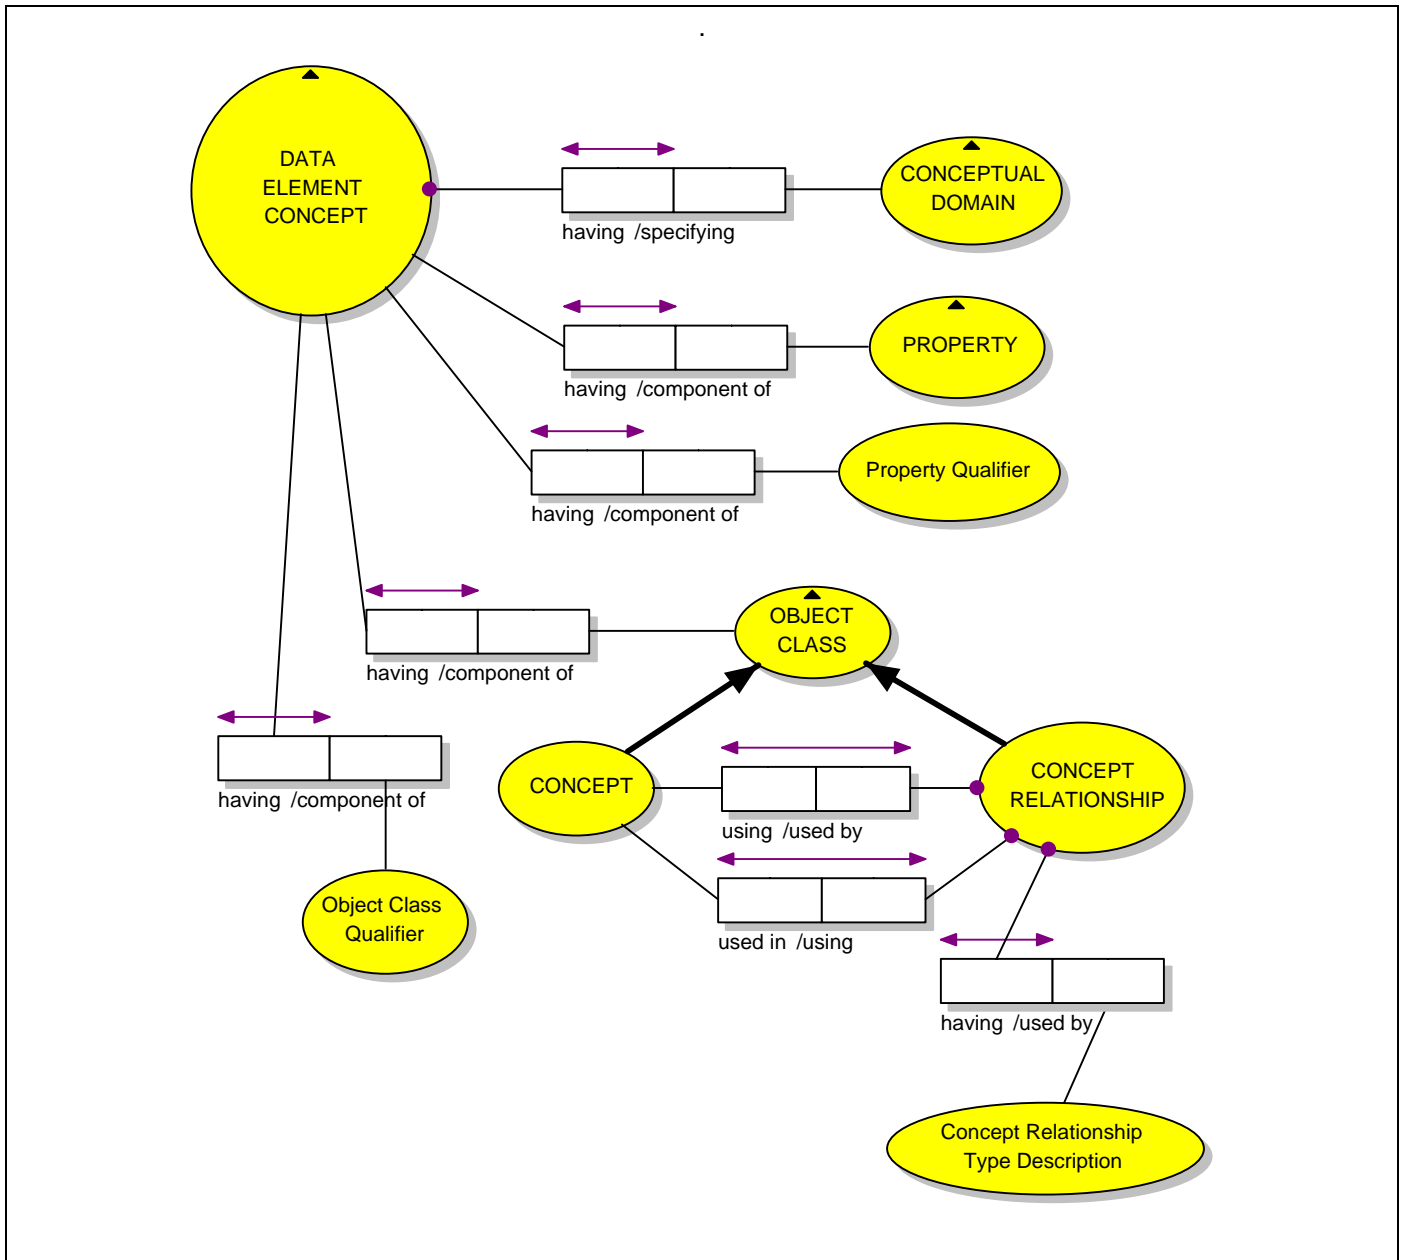 .
DATA
ELEMENT
CONCEPT
CONCEPTUAL
DOMAIN
having /specifying
PROPERTY
having /component of
Property Qualifier
having /component of
OBJECT
CLASS
having /component of
CONCEPT
CONCEPT
RELATIONSHIP
having /component of
using /used by
Object Class
Qualifier
used in /using
having /used by
Concept Relationship
Type Description